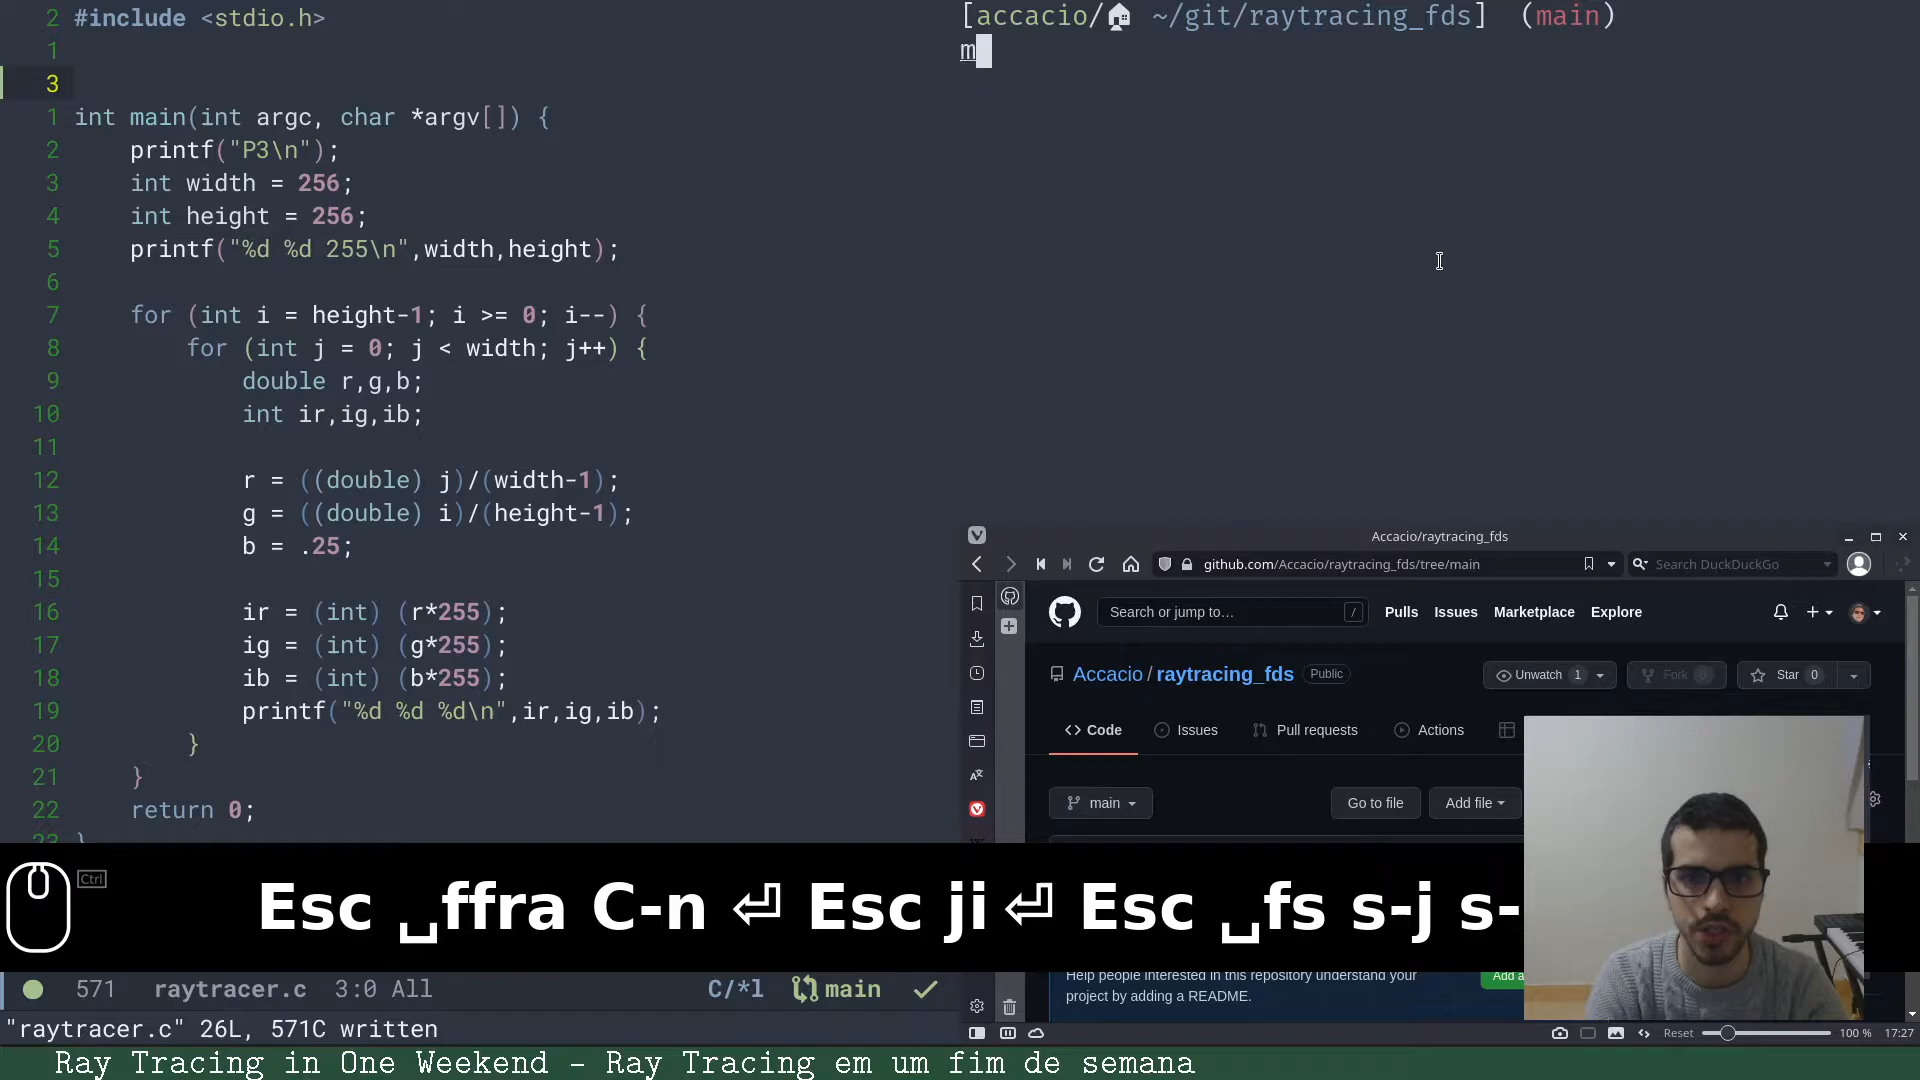 2 #include <stdio.h>
1
3
1 int main(int argc, char *argv[]) {
2 printf("P3\n");
3 int width = 256;
4 int height = 256;
5 printf("%d %d 255\n",width,height);
6
7 for (int i = height-1; i >= 0; i--) {
8 for (int j = 0; j < width; j++) {
9 double r,g,b;
10 int ir,ig,ib;
11
12 r = ((double) j)/(width-1);
13 g = ((double) i)/(height-1);
14 b = .25;
15
16 ir = (int) (r*255);
17 ig = (int) (g*255);
18 ib = (int) (b*255);
19 printf("%d %d %d\n",ir,ig,ib);
20 }
21 }
22 return 0;
23 }
[accacio/🏠 ~/git/raytracing_fds] (main)
m
Accacio/raytracing_fds
github.com/Accacio/raytracing_fds/tree/main
Search DuckDuckGo
Search or jump to… /
Pulls Issues Marketplace Explore
Accacio / raytracing_fds Public
Unwatch 1
Fork 0
Star 0
Code Issues Pull requests Actions
main
Go to file
Add file
Ctrl
Esc ␣ffra C-n ⏎ Esc ji ⏎ Esc ␣fs s-j s-
Help people interested in this repository understand your
project by adding a README.
Add a
Reset 100 % 17:27
571 raytracer.c 3:0 All C/*l main
"raytracer.c" 26L, 571C written
Ray Tracing in One Weekend - Ray Tracing em um fim de semana